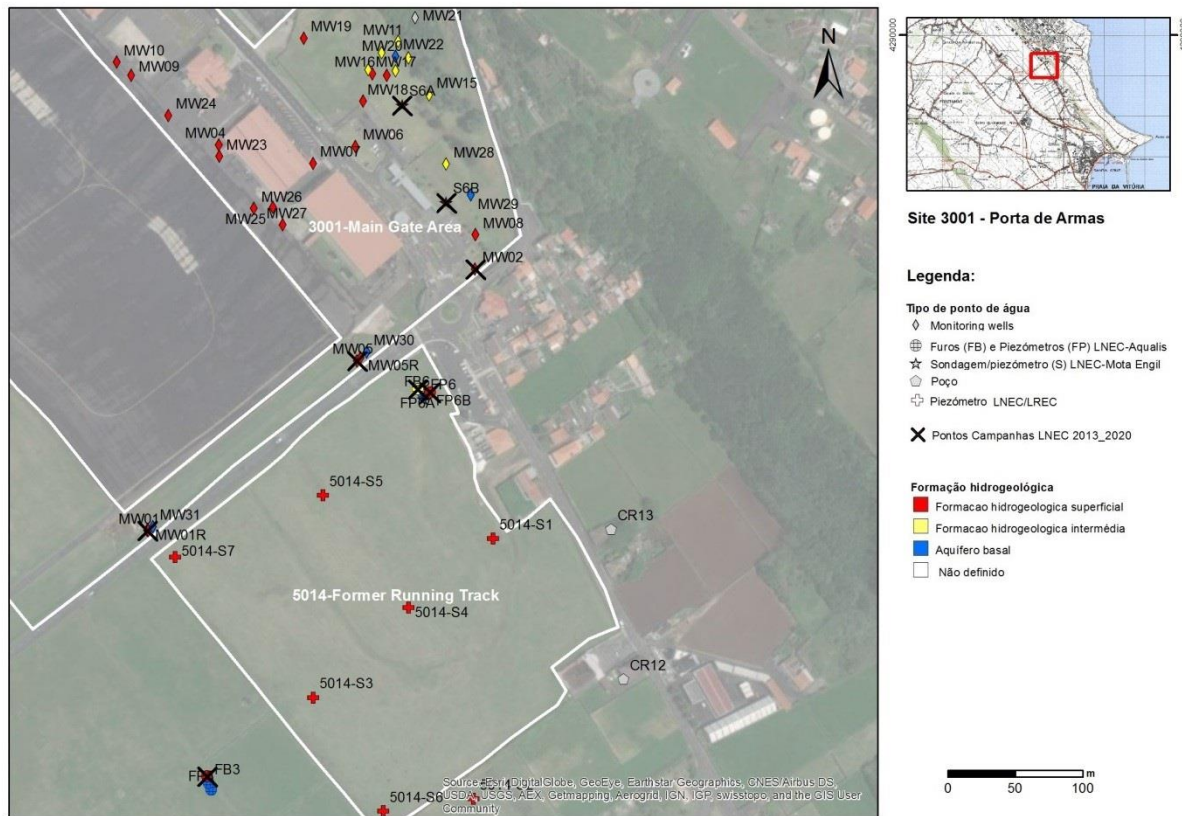 MW21
MW19
MW11
MW20
MW22
MW10
MW09
MW16
MW17
MW15
MW24
MW18
S6A
MW04
MW23
MW06
MW07
MW28
S6B
MW26
MW29
MW25
MW27
3001-Main Gate Area
MW08
MW02
MW30
MW05
MW05R
FB6
FP6
FP6A
FP6B
5014-S5
MW01
MW31
MW01R
5014-S7
5014-S1
CR13
5014-Former Running Track
5014-S4
CR12
5014-S3
FB3
5014-S6
Source: Esri, DigitalGlobe, GeoEye, Earthstar Geographics, CNES/Airbus DS,
USDA, USGS, AEX, Getmapping, Aerogrid, IGN, IGP, swisstopo, and the GIS User
Community
N
4290000
PRAIA DA VITÓRIA
Site 3001 - Porta de Armas
Legenda:
Tipo de ponto de água
Monitoring wells
Furos (FB) e Piezómetros (FP) LNEC-Aqualis
Sondagem/piezómetro (S) LNEC-Mota Engil
Poço
Piezómetro LNEC/LREC
Pontos Campanhas LNEC 2013_2020
Formação hidrogeológica
Formacao hidrogeologica superficial
Formacao hidrogeologica intermédia
Aquífero basal
Não definido
m
0 50 100